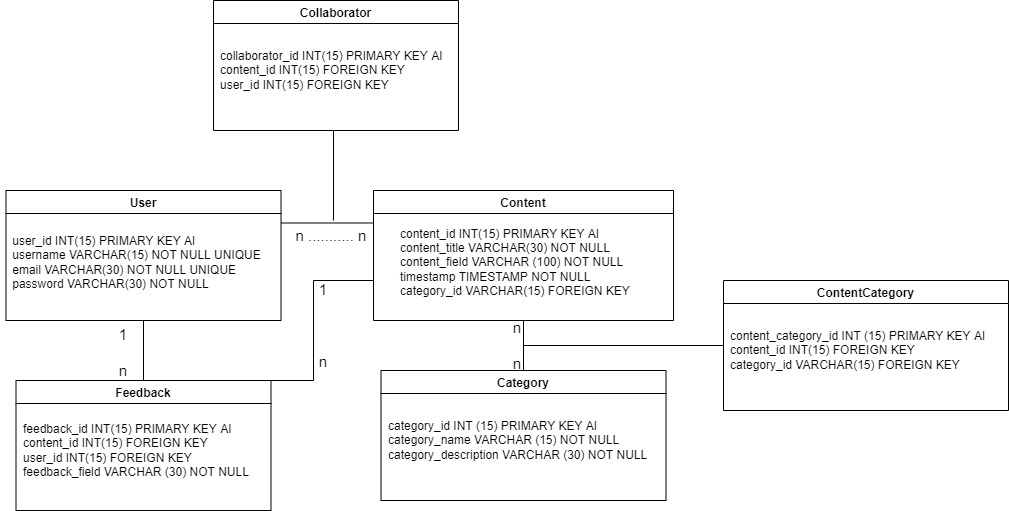 Collaborator
collaborator_id INT(15) PRIMARY KEY AI
content_id INT(15) FOREIGN KEY
user_id INT(15) FOREIGN KEY
User
user_id INT(15) PRIMARY KEY AI
username VARCHAR(15) NOT NULL UNIQUE
email VARCHAR(30) NOT NULL UNIQUE
password VARCHAR(30) NOT NULL
n ........... n
Content
content_id INT(15) PRIMARY KEY AI
content_title VARCHAR(30) NOT NULL
content_field VARCHAR (100) NOT NULL
timestamp TIMESTAMP NOT NULL
category_id VARCHAR(15) FOREIGN KEY
ContentCategory
content_category_id INT (15) PRIMARY KEY AI
content_id INT(15) FOREIGN KEY
category_id VARCHAR(15) FOREIGN KEY
1
n
1
n
n
n
Feedback
feedback_id INT(15) PRIMARY KEY AI
content_id INT(15) FOREIGN KEY
user_id INT(15) FOREIGN KEY
feedback_field VARCHAR (30) NOT NULL
Category
category_id INT (15) PRIMARY KEY AI
category_name VARCHAR (15) NOT NULL
category_description VARCHAR (30) NOT NULL